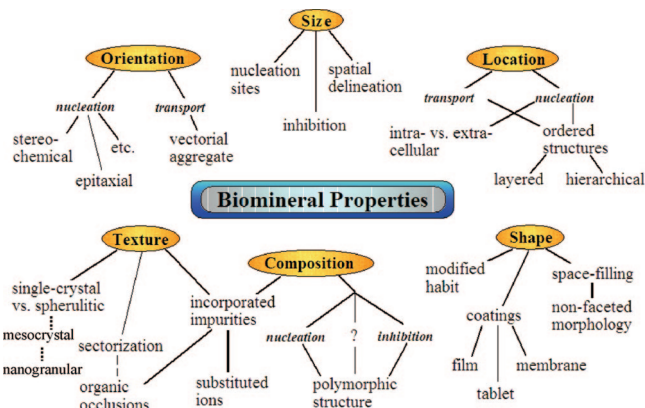 Size
Orientation
nucleation
sites
spatial
delineation
Location
nucleation
transport
inhibition
transport
nucleation
stereo-
chemical
etc.
vectorial
aggregate
intra- vs. extra-
cellular
ordered
structures
epitaxial
layered
hierarchical
Biomineral Properties
Texture
Composition
Shape
single-crystal
vs. spherulitic
incorporated
impurities
modified
habit
space-filling
mesocrystal
nucleation
?
inhibition
coatings
non-faceted
morphology
sectorization
nanogranular
organic
occlusions
substituted
ions
polymorphic
structure
film
membrane
tablet